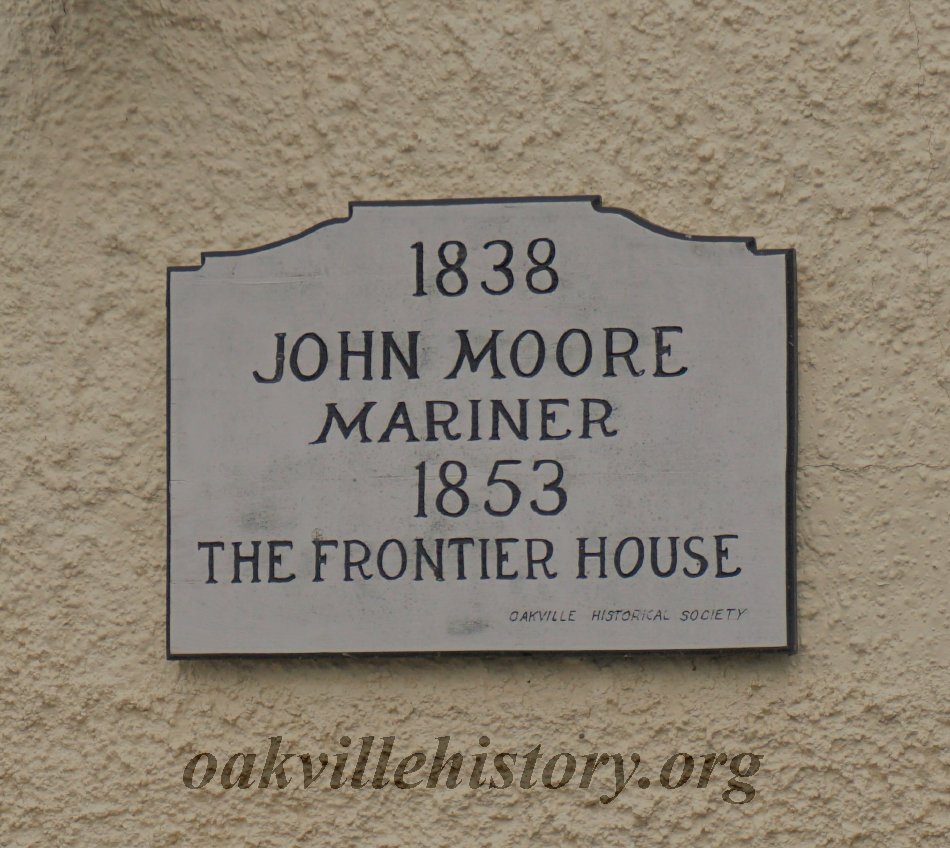 1838
JOHN MOORE
MARINER
1853
THE FRONTIER HOUSE
OAKVILLE HISTORICAL SOCIETY
oakvillehistory.org